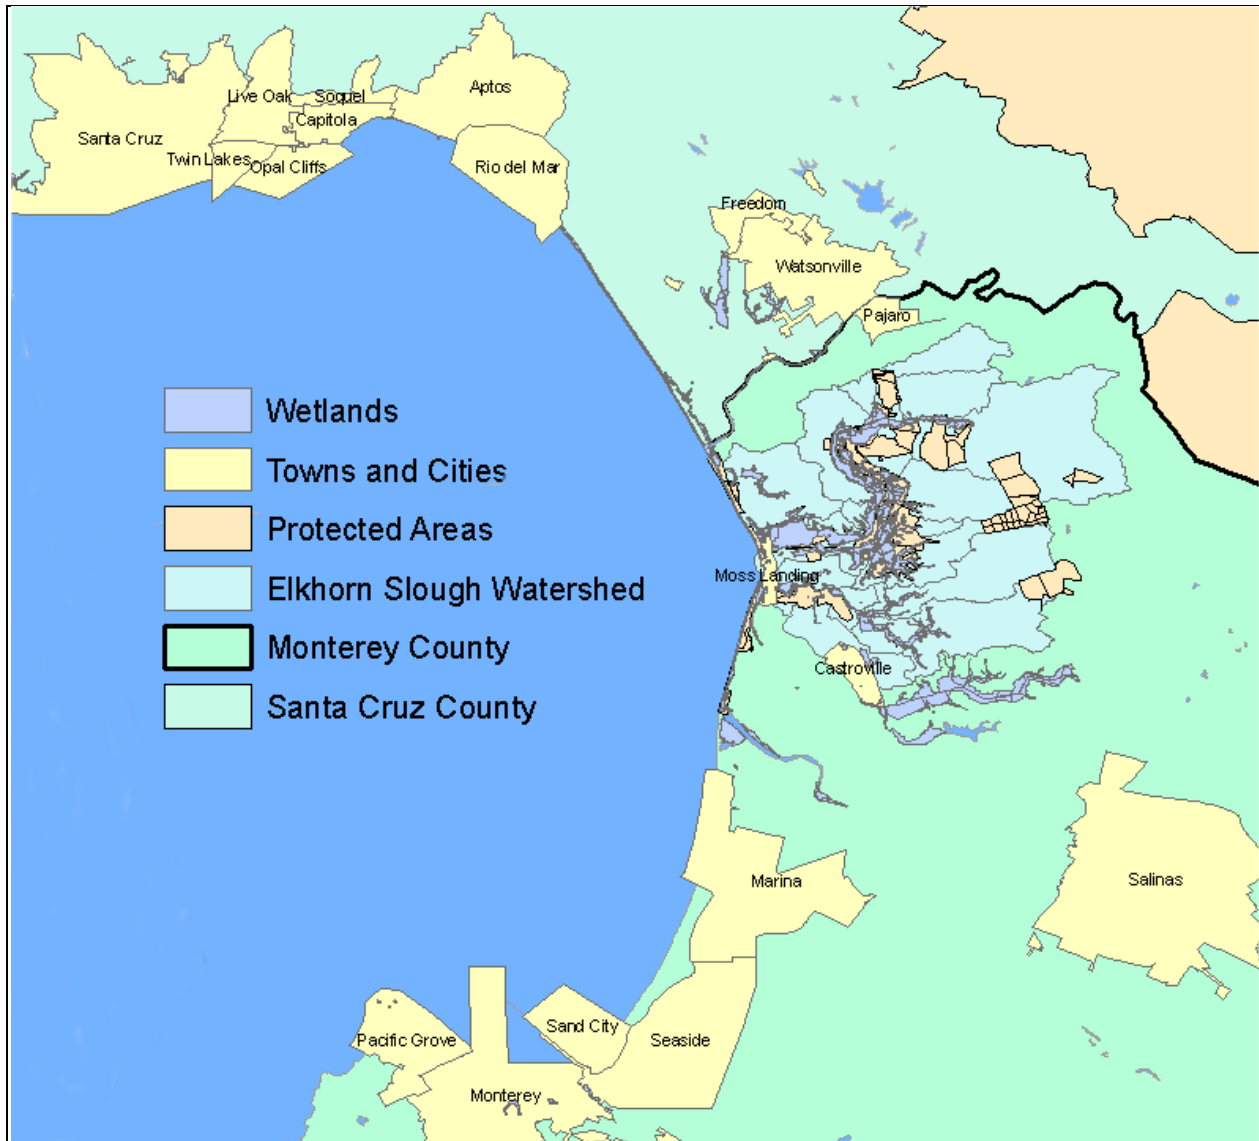 Aptos
Live Oak
Soquel
Capitola
Santa Cruz
Twin Lakes
Opal Cliffs
Rio del Mar
Freedom
Watsonville
Pajaro
Wetlands
Towns and Cities
Protected Areas
Elkhorn Slough Watershed
Monterey County
Santa Cruz County
Moss Landing
Castroville
Marina
Salinas
Sand City
Pacific Grove
Seaside
Monterey